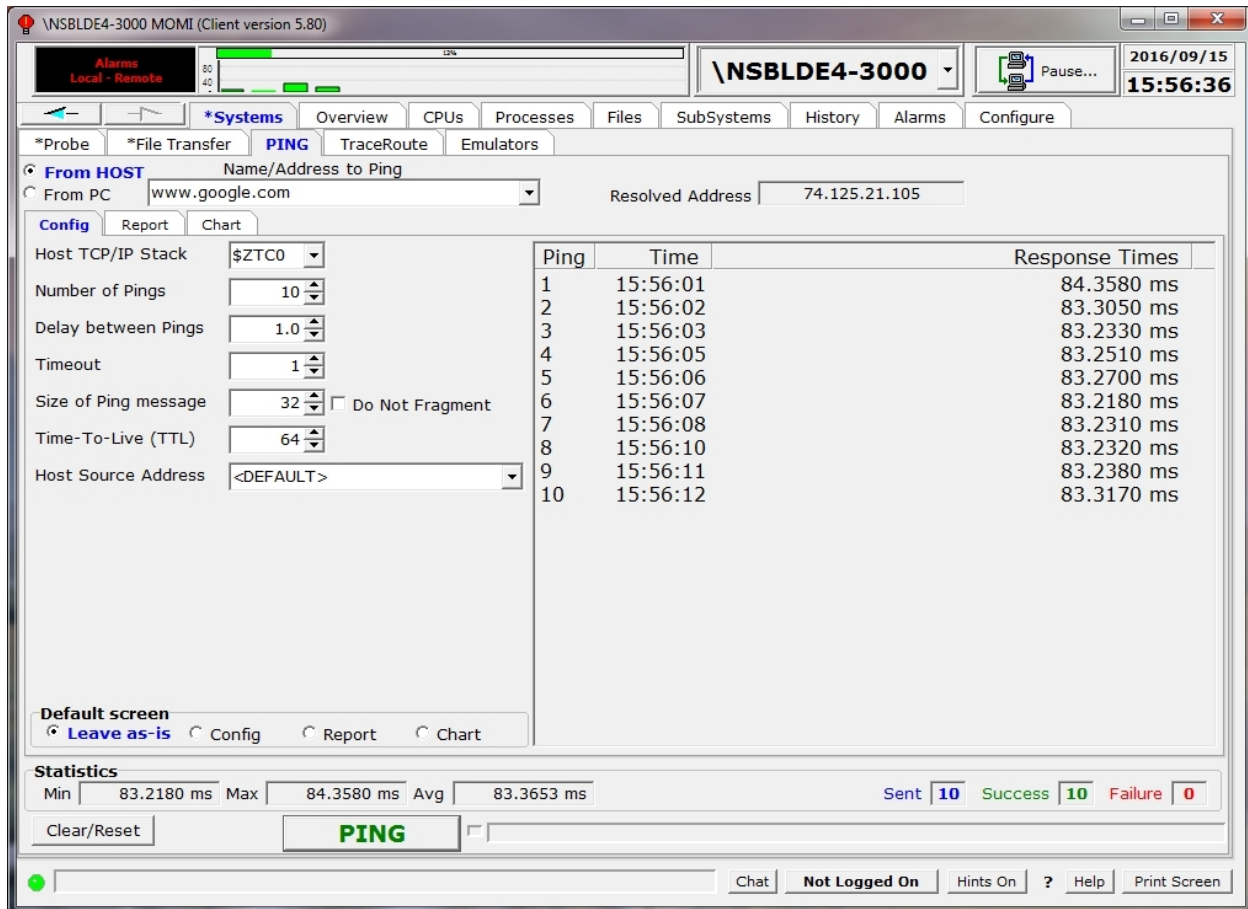 \NSBLDE4-3000 MOMI (Client version 5.80)
Alarms
Local - Remote
80
40
12%
\NSBLDE4-3000
Pause...
2016/09/15
15:56:36
*Systems Overview CPUs Processes Files SubSystems History Alarms Configure
*Probe *File Transfer PING TraceRoute Emulators
From HOST Name/Address to Ping
From PC www.google.com Resolved Address 74.125.21.105
Config Report Chart
Host TCP/IP Stack $ZTC0
Number of Pings 10
Delay between Pings 1.0
Timeout 1
Size of Ping message 32 Do Not Fragment
Time-To-Live (TTL) 64
Host Source Address <DEFAULT>
Ping Time Response Times
1 15:56:01 84.3580 ms
2 15:56:02 83.3050 ms
3 15:56:03 83.2330 ms
4 15:56:05 83.2510 ms
5 15:56:06 83.2700 ms
6 15:56:07 83.2180 ms
7 15:56:08 83.2310 ms
8 15:56:10 83.2320 ms
9 15:56:11 83.2380 ms
10 15:56:12 83.3170 ms
Default screen
Leave as-is Config Report Chart
Statistics
Min 83.2180 ms Max 84.3580 ms Avg 83.3653 ms Sent 10 Success 10 Failure 0
Clear/Reset PING
Chat Not Logged On Hints On ? Help Print Screen